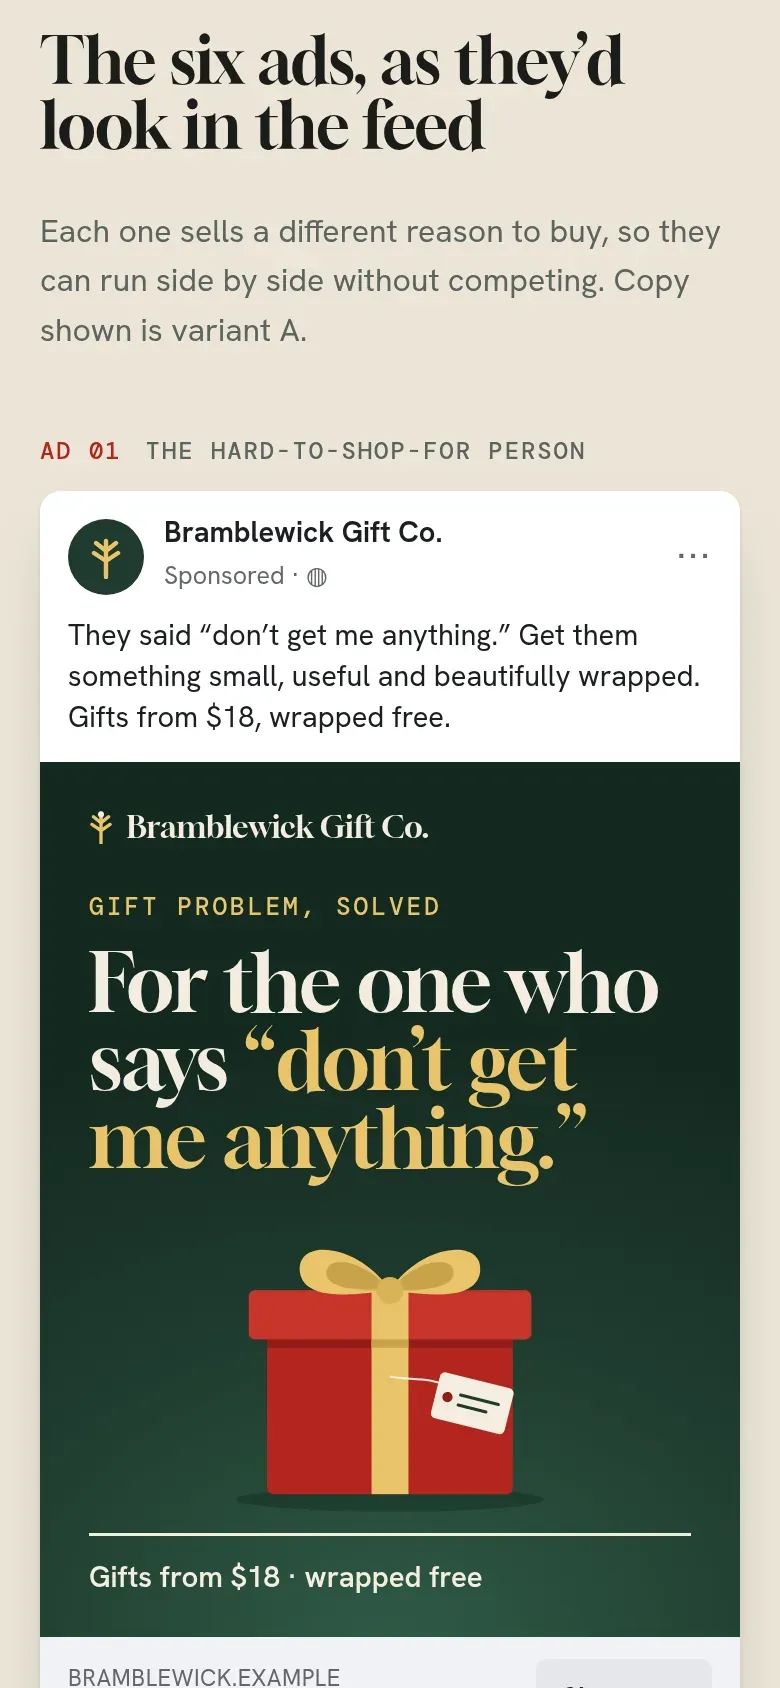 The six ads, as they’d
look in the feed
Each one sells a different reason to buy, so they
can run side by side without competing. Copy
shown is variant A.
AD 01 THE HARD-TO-SHOP-FOR PERSON
Bramblewick Gift Co.
Sponsored ·
...
They said “don’t get me anything.” Get them
something small, useful and beautifully wrapped.
Gifts from $18, wrapped free.
Bramblewick Gift Co.
GIFT PROBLEM, SOLVED
For the one who
says “don’t get
me anything.”
Gifts from $18 · wrapped free
BRAMBLEWICK.EXAMPLE